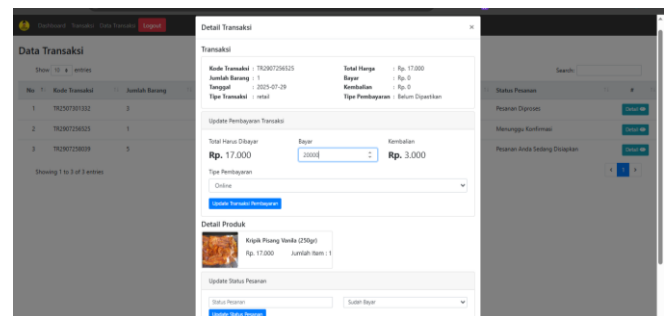 Dashboard Transaksi Data Transaksi Logout
Data Transaksi
Show 10 entries
Search:
No Kode Transaksi Jumlah Barang Status Pesanan #
1 TR2507301332 3 Pesanan Diproses Detail
2 TR2907256525 1 Menunggu Konfirmasi Detail
3 5 Pesanan Anda Sedang Disiapkan Detail
Showing 1 to 3 of 3 entries
1
Detail Transaksi ×
Transaksi
Kode Transaksi : TR2907256525 Total Harga : Rp. 17.000
Jumlah Barang : 1 Bayar : Rp. 0
Tanggal : 2025-07-29 Kembalian : Rp. 0
Tipe Transaksi : retail Tipe Pembayaran : Belum Dipastikan
Update Pembayaran Transaksi
Total Harus Dibayar Bayar Kembalian
Rp. 17.000 20000 Rp. 3.000
Tipe Pembayaran
Online
Update Transaksi Pembayaran
Detail Produk
Kripik Pisang Vanila (250gr)
Rp. 17.000 Jumlah Item : 1
Update Status Pesanan
Status Pesanan Sudah Bayar
Update Status Pesanan